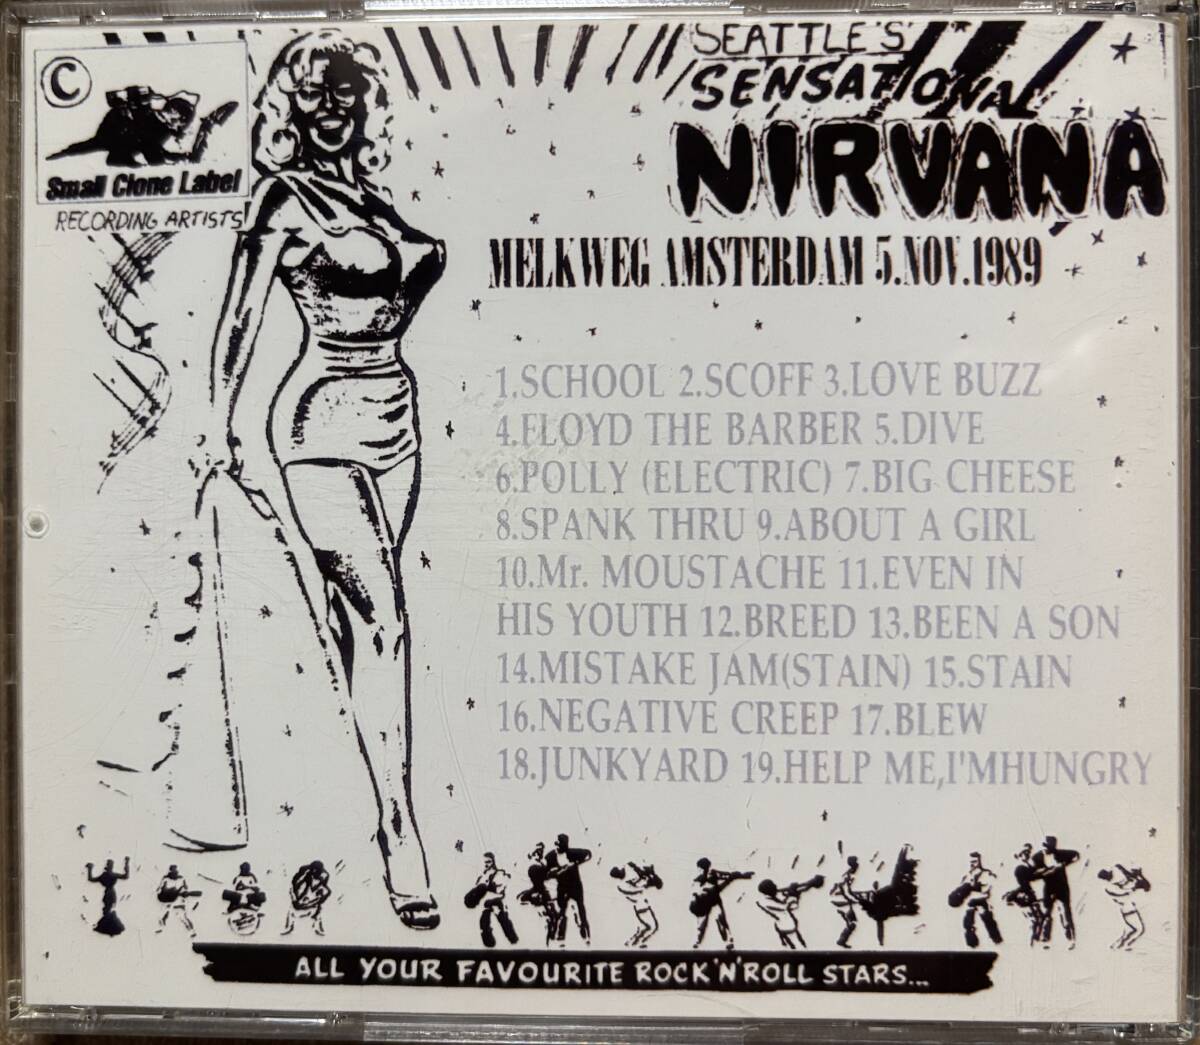 ©
Small Clone Label
RECORDING ARTISTS
SEATTLE'S
SENSATIONAL
NIRVANA
MELKWEG AMSTERDAM 5.NOV.1989
1.SCHOOL 2.SCOFF 3.LOVE BUZZ
4.FLOYD THE BARBER 5.DIVE
6.POLLY (ELECTRIC) 7.BIG CHEESE
8.SPANK THRU 9.ABOUT A GIRL
10.Mr. MOUSTACHE 11.EVEN IN
HIS YOUTH 12.BREED 13.BEEN A SON
14.MISTAKE JAM(STAIN) 15.STAIN
16.NEGATIVE CREEP 17.BLEW
18.JUNKYARD 19.HELP ME,I'MHUNGRY
ALL YOUR FAVOURITE ROCK'N'ROLL STARS...